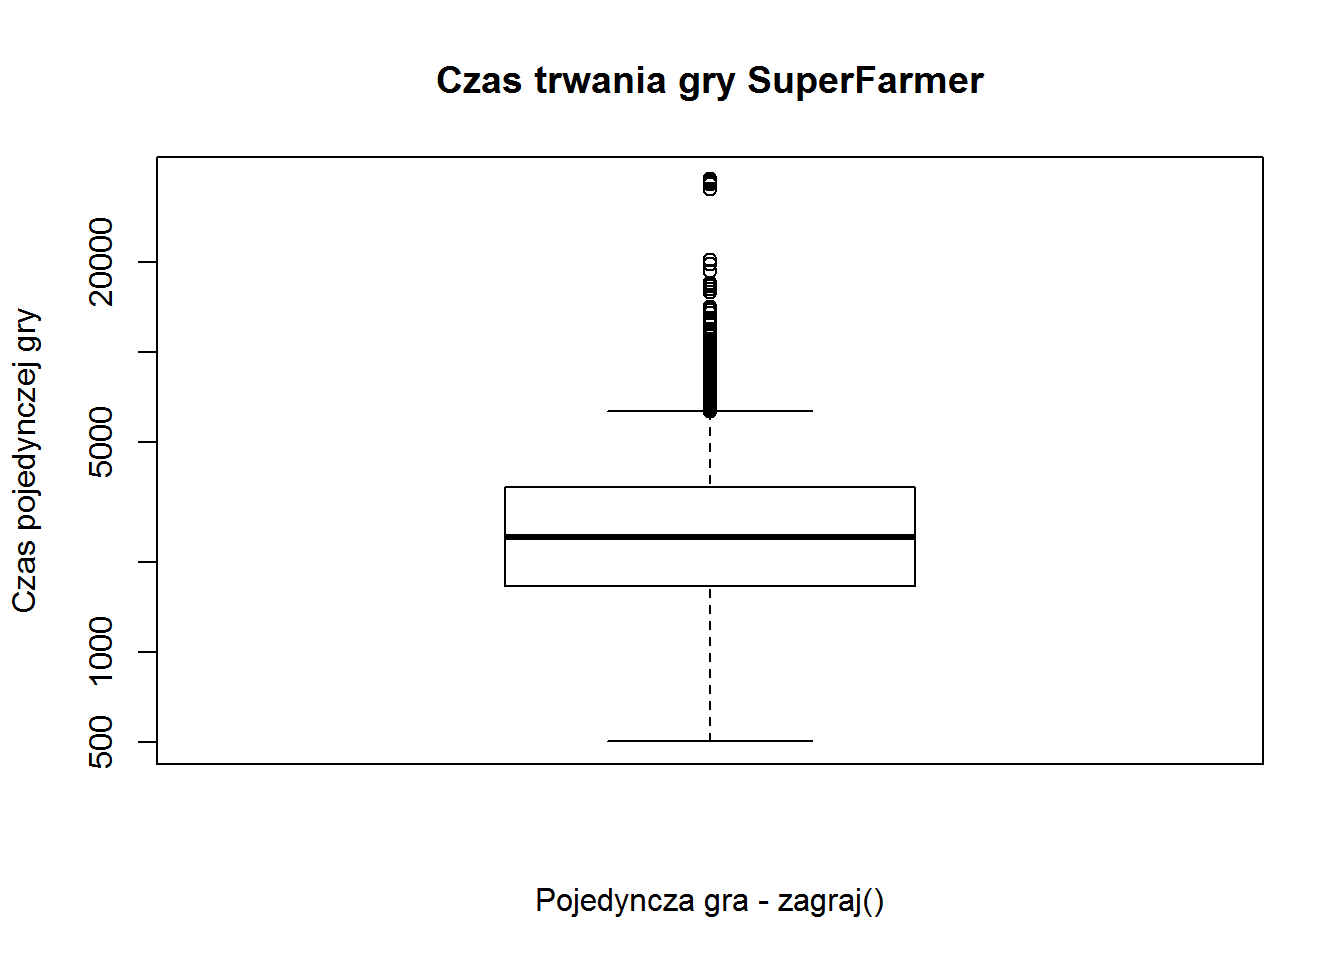 Czas trwania gry SuperFarmer
Czas pojedynczej gry
20000
5000
1000
500
Pojedyncza gra - zagraj()